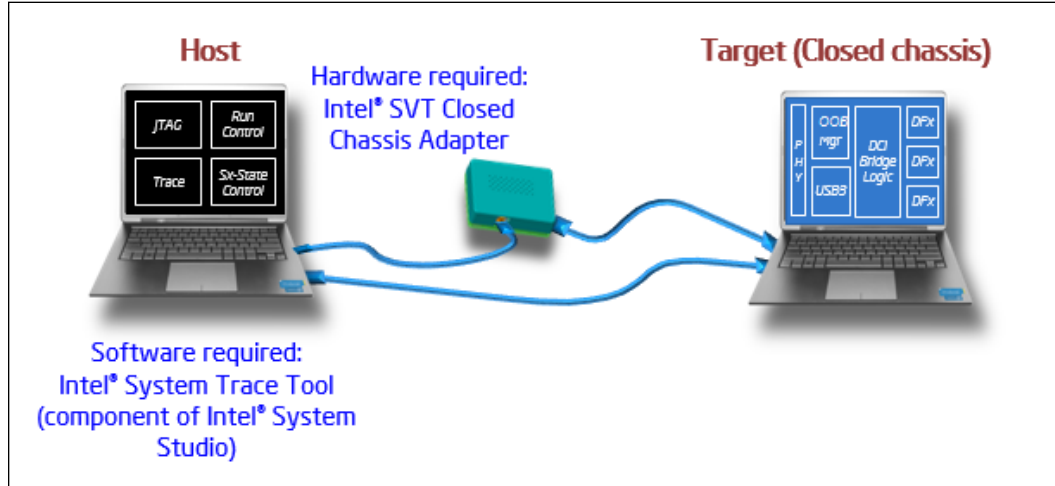 Host
Target (Closed chassis)
Hardware required:
Intel® SVT Closed
Chassis Adapter
JTAG
Run
Control
Trace
Sx-State
Control
P
H
Y
OOB
Mgr
USB3
DCI
Bridge
Logic
DFx
DFx
DFx
Software required:
Intel® System Trace Tool
(component of Intel® System
Studio)